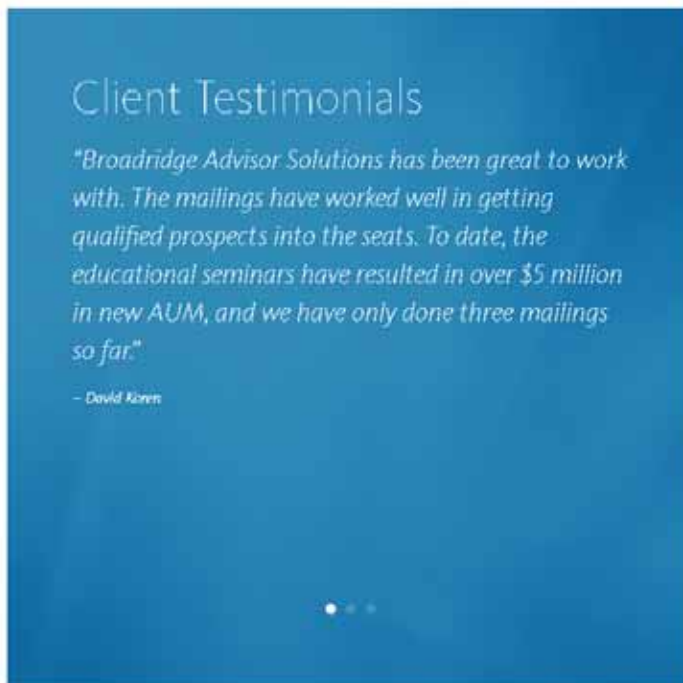 Client Testimonials
“Broadridge Advisor Solutions has been great to work
with. The mailings have worked well in getting
qualified prospects into the seats. To date, the
educational seminars have resulted in over $5 million
in new AUM, and we have only done three mailings
so far.”
– David Koren